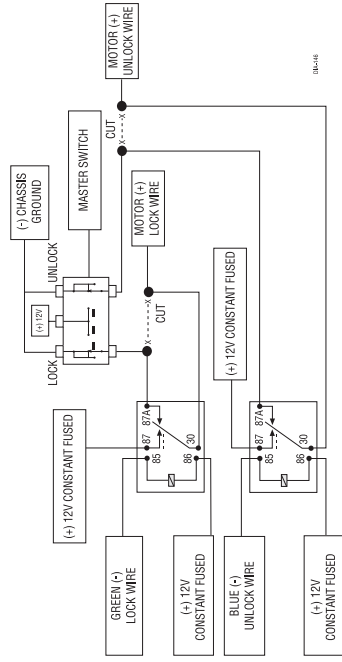 (-) CHASSIS
GROUND
MASTER SWITCH
MOTOR (+)
UNLOCK WIRE
LOCK
(+) 12V
UNLOCK
CUT
X
X
MOTOR (+)
LOCK WIRE
CUT
X
X
(+) 12V CONSTANT FUSED
87
87A
85
86
30
GREEN (-)
LOCK WIRE
(+) 12V
CONSTANT FUSED
(+) 12V CONSTANT FUSED
87
87A
85
86
30
BLUE (-)
UNLOCK WIRE
(+) 12V
CONSTANT FUSED
DIA-146